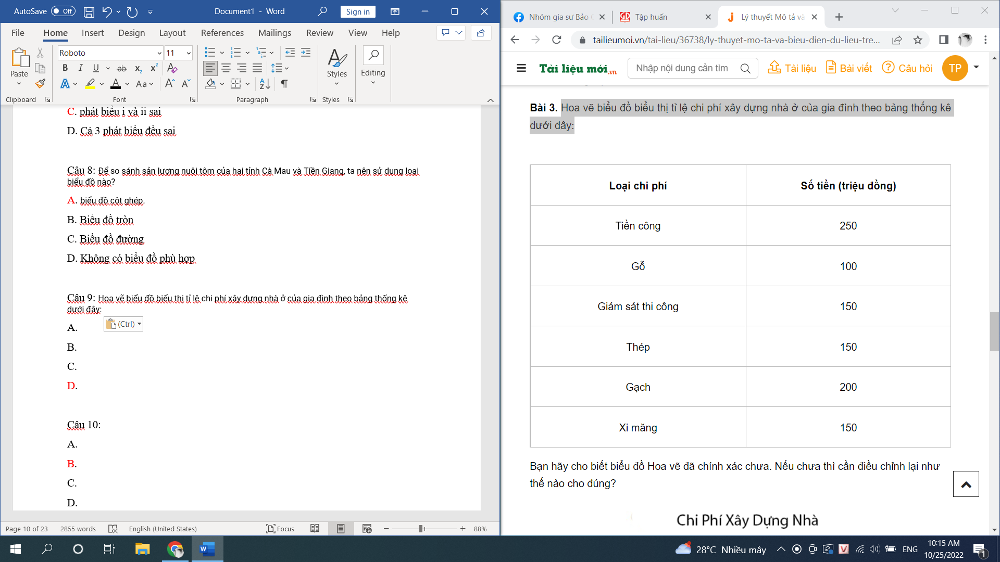 AutoSave Off Document1 - Word Sign in
File Home Insert Design Layout References Mailings Review View Help
Paste
Roboto 11
Styles
Editing
Clipboard Font Paragraph Styles
C. phát biểu i và ii sai
D. Cả 3 phát biểu đều sai
Câu 8: Để so sánh sản lượng nuôi tôm của hai tỉnh Cà Mau và Tiền Giang, ta nên sử dụng loại
biểu đồ nào?
A. biểu đồ cột ghép.
B. Biểu đồ tròn
C. Biểu đồ đường
D. Không có biểu đồ phù hợp
Câu 9: Hoa vẽ biểu đồ biểu thị tỉ lệ chi phí xây dựng nhà ở của gia đình theo bảng thống kê
dưới đây:
(Ctrl)
A.
B.
C.
D.
Câu 10:
A.
B.
C.
D.
Page 10 of 23 2855 words English (United States) Focus 88%
Nhóm gia sư Bảo Tập huấn Lý thuyết Mô tả và
tailieumoi.vn/tai-lieu/36738/ly-thuyet-mo-ta-va-bieu-dien-du-lieu-tre...
Tài liệu mới.vn Nhập nội dung cần tìm Tài liệu Bài viết Câu hỏi TP
Bài 3. Hoa vẽ biểu đồ biểu thị tỉ lệ chi phí xây dựng nhà ở của gia đình theo bảng thống kê
dưới đây:
Loại chi phí Số tiền (triệu đồng)
Tiền công 250
Gỗ 100
Giám sát thi công 150
Thép 150
Gạch 200
Xi măng 150
Bạn hãy cho biết biểu đồ Hoa vẽ đã chính xác chưa. Nếu chưa thì cần điều chỉnh lại như
thế nào cho đúng?
Chi Phí Xây Dựng Nhà
28°C Nhiều mây ENG 10:15 AM
10/25/2022 1